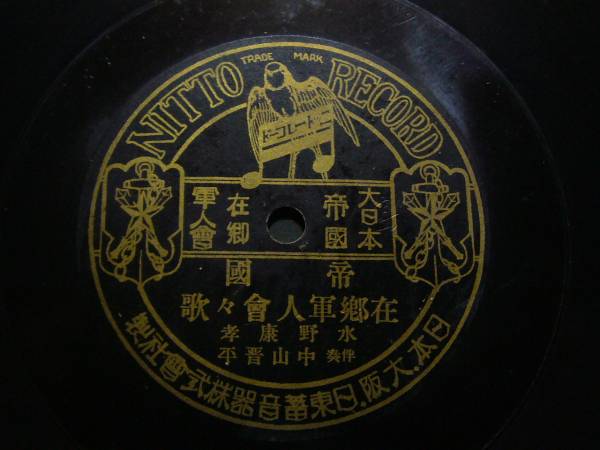 TRADE MARK
NITTO RECORD
ニットーレコード
大日本
帝國
在郷
軍人會
帝國
在郷軍人會々歌
水野康孝
伴奏 中山晋平
日本.大阪.日東蓄音器株式會社製